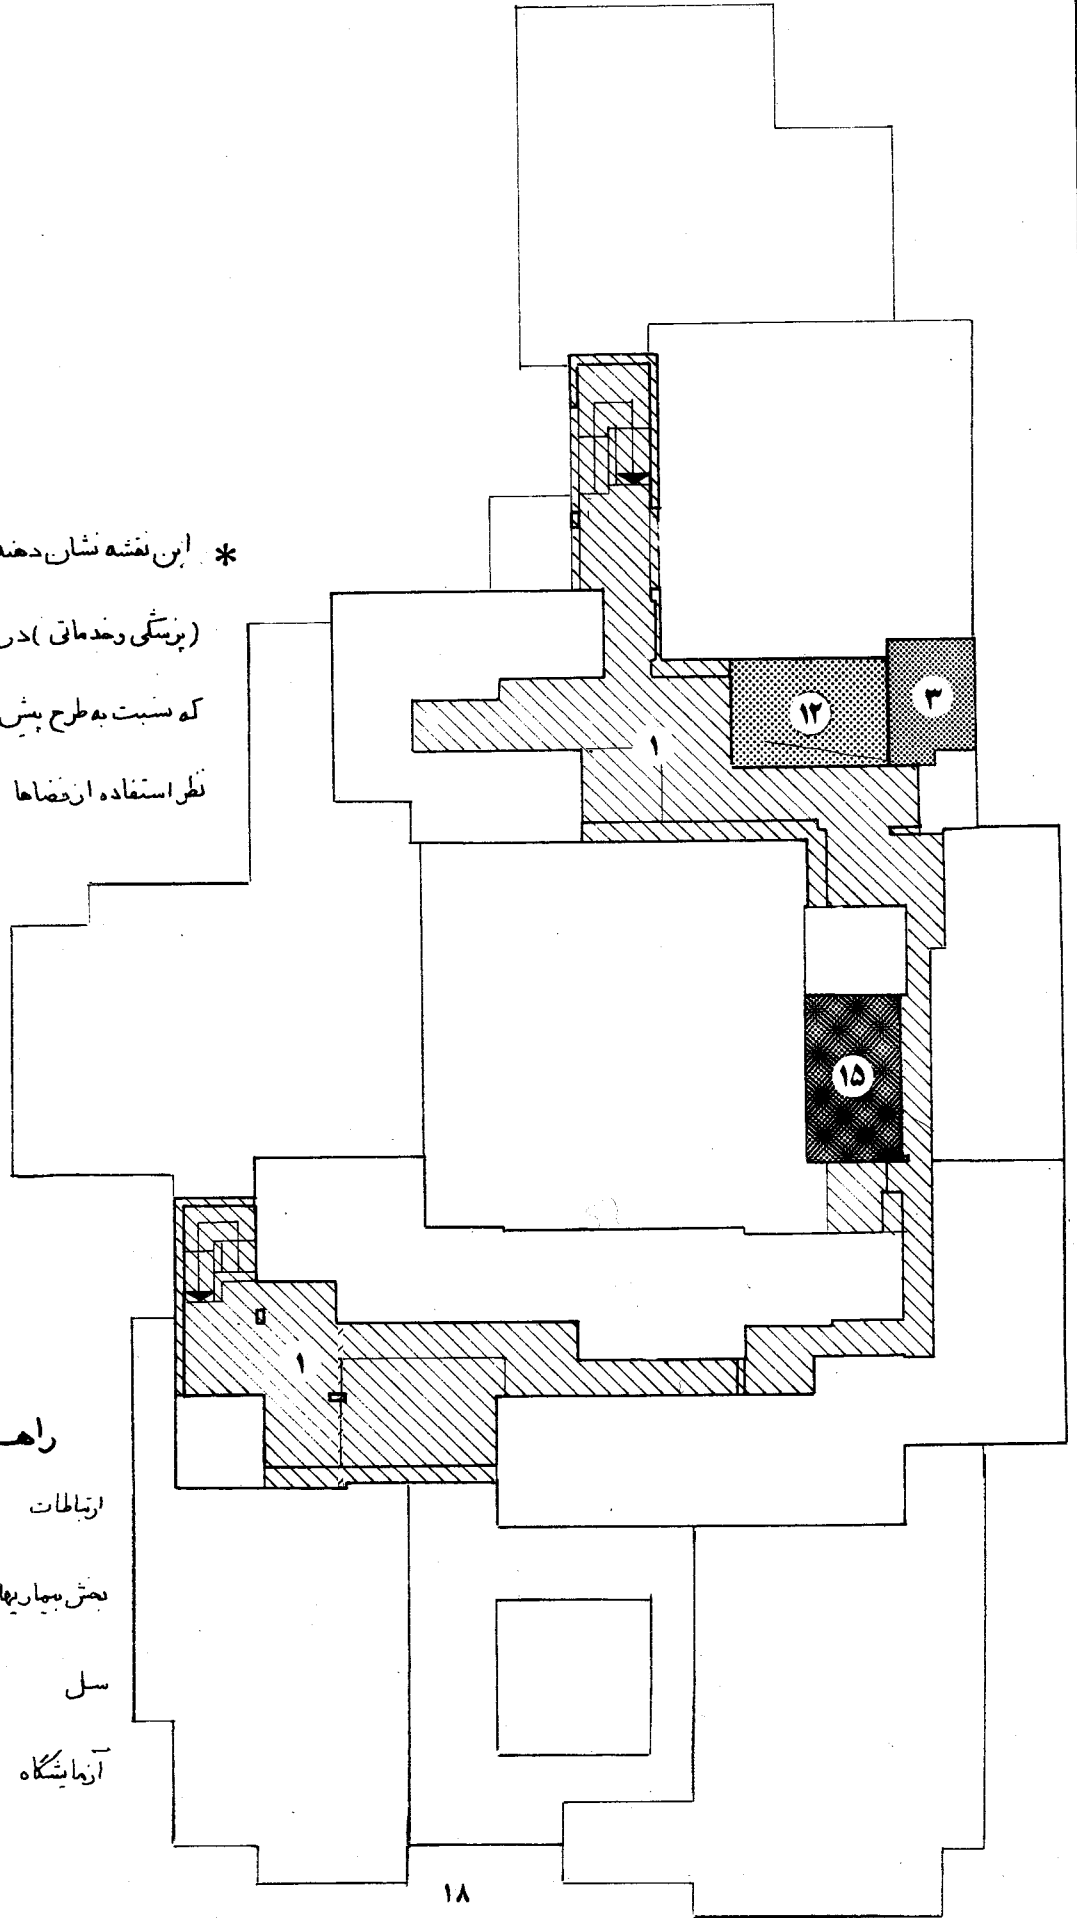 * این نقشه نشان دهند
(پزشکی و خدماتی) در
که نسبت به طرح پیش
نظر استفاده از فضاها
۳
۱۲
۱
۱۵
۱
راهـ
ارتباطات
بخش بیماریها
سل
آزمایشگاه
۱۸